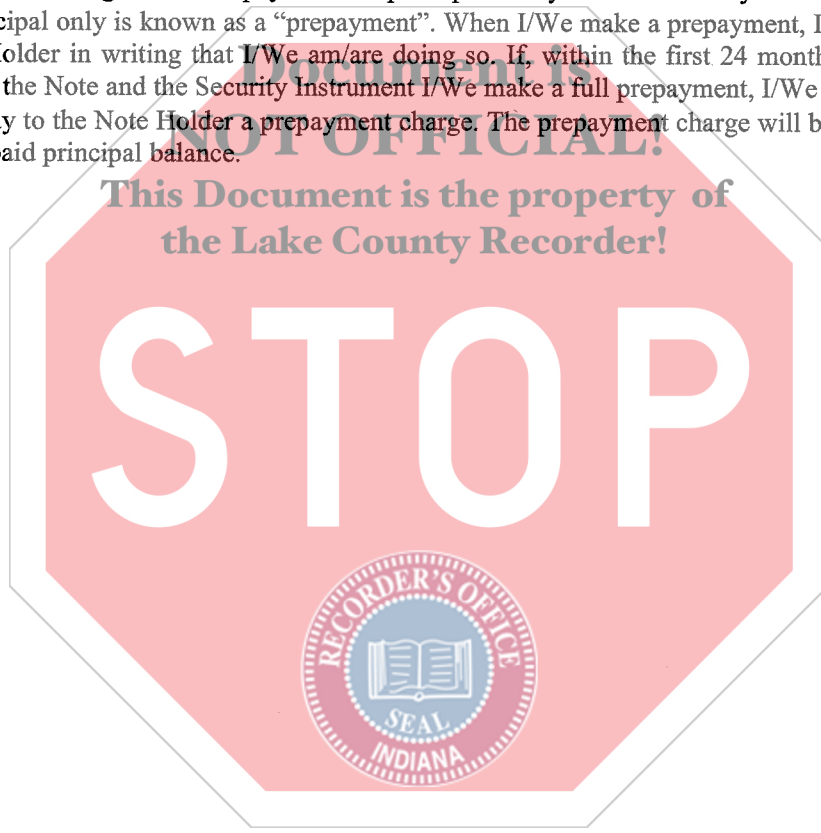 cipal only is known as a “prepayment”. When I/We make a prepayment, I
older in writing that I/We am/are doing so. If, within the first 24 month
the Note and the Security Instrument I/We make a full prepayment, I/We
y to the Note Holder a prepayment charge. The prepayment charge will b
aid principal balance.
Document is
NOT OFFICIAL!
This Document is the property of
the Lake County Recorder!
STOP
RECORDER'S OFFICE
SEAL
INDIANA